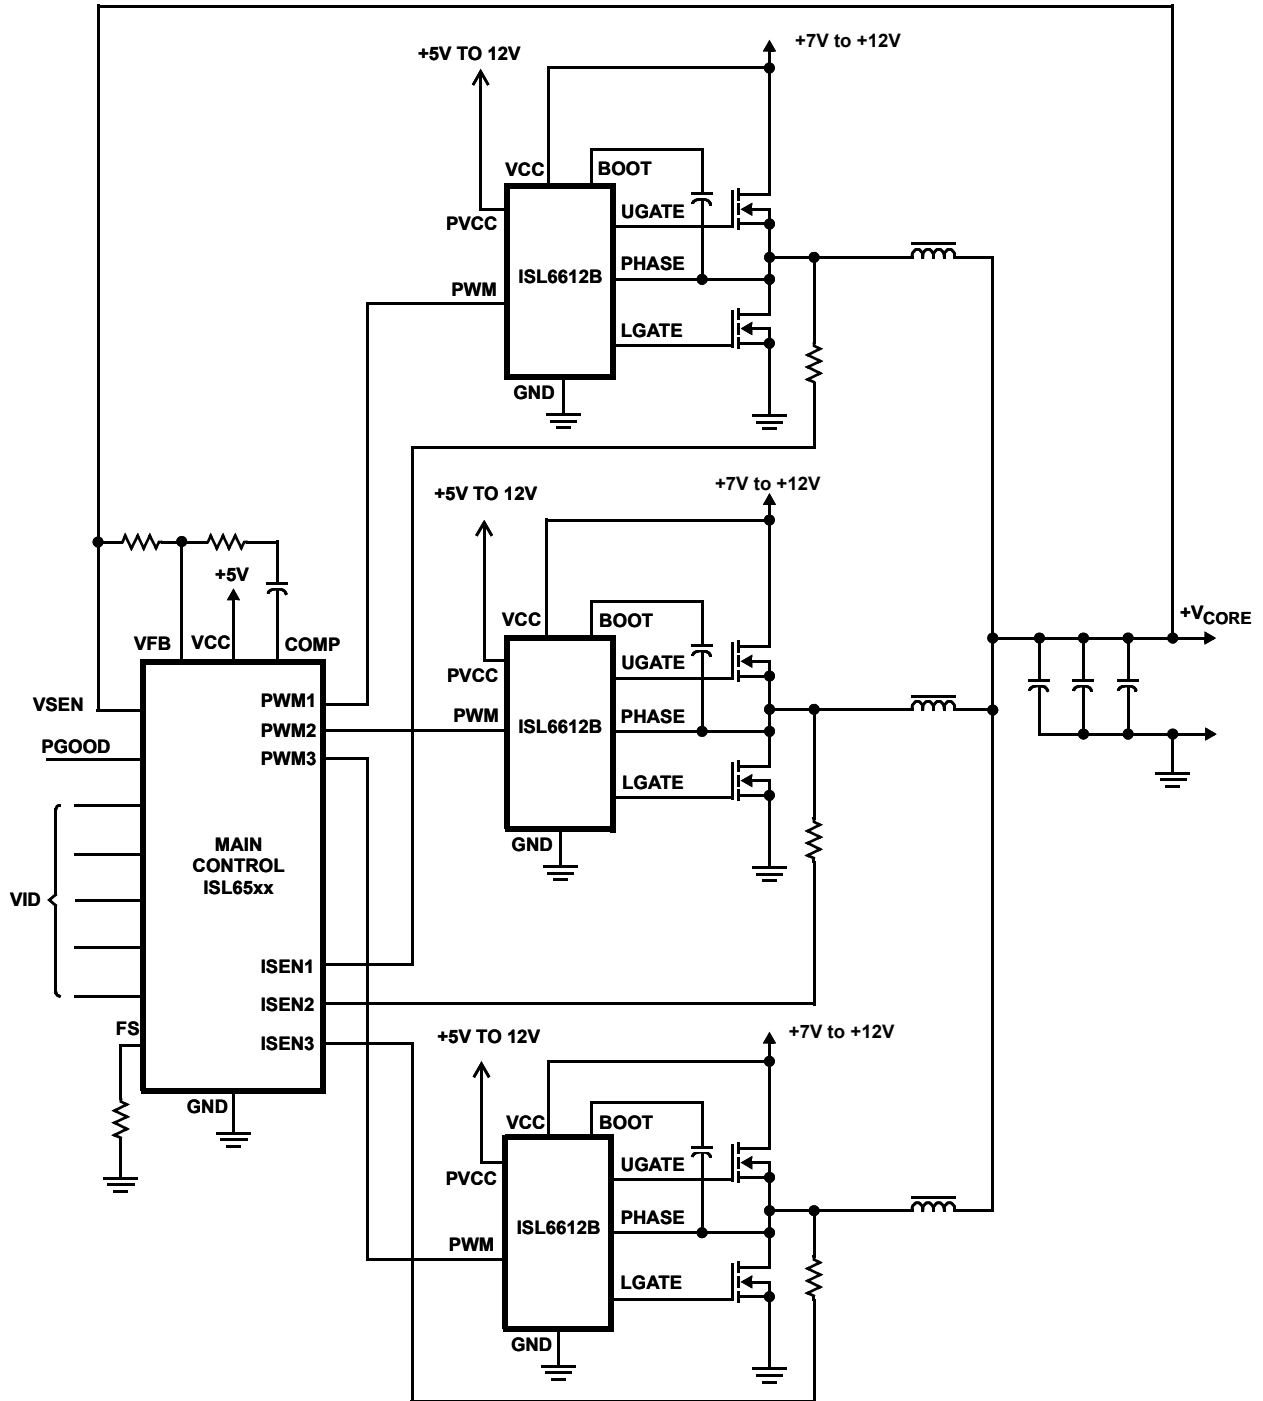 +7V to +12V
+5V TO 12V
VCC
BOOT
UGATE
PVCC
PHASE
ISL6612B
PWM
LGATE
GND
+7V to +12V
+5V TO 12V
+5V
VCC
BOOT
+VCORE
VFB
VCC
COMP
UGATE
PVCC
VSEN
PWM1
PWM
PHASE
PWM2
ISL6612B
PGOOD
PWM3
LGATE
MAIN
CONTROL
ISL65xx
GND
VID
ISEN1
ISEN2
FS
ISEN3
+7V to +12V
+5V TO 12V
GND
VCC
BOOT
UGATE
PVCC
PHASE
ISL6612B
PWM
LGATE
GND